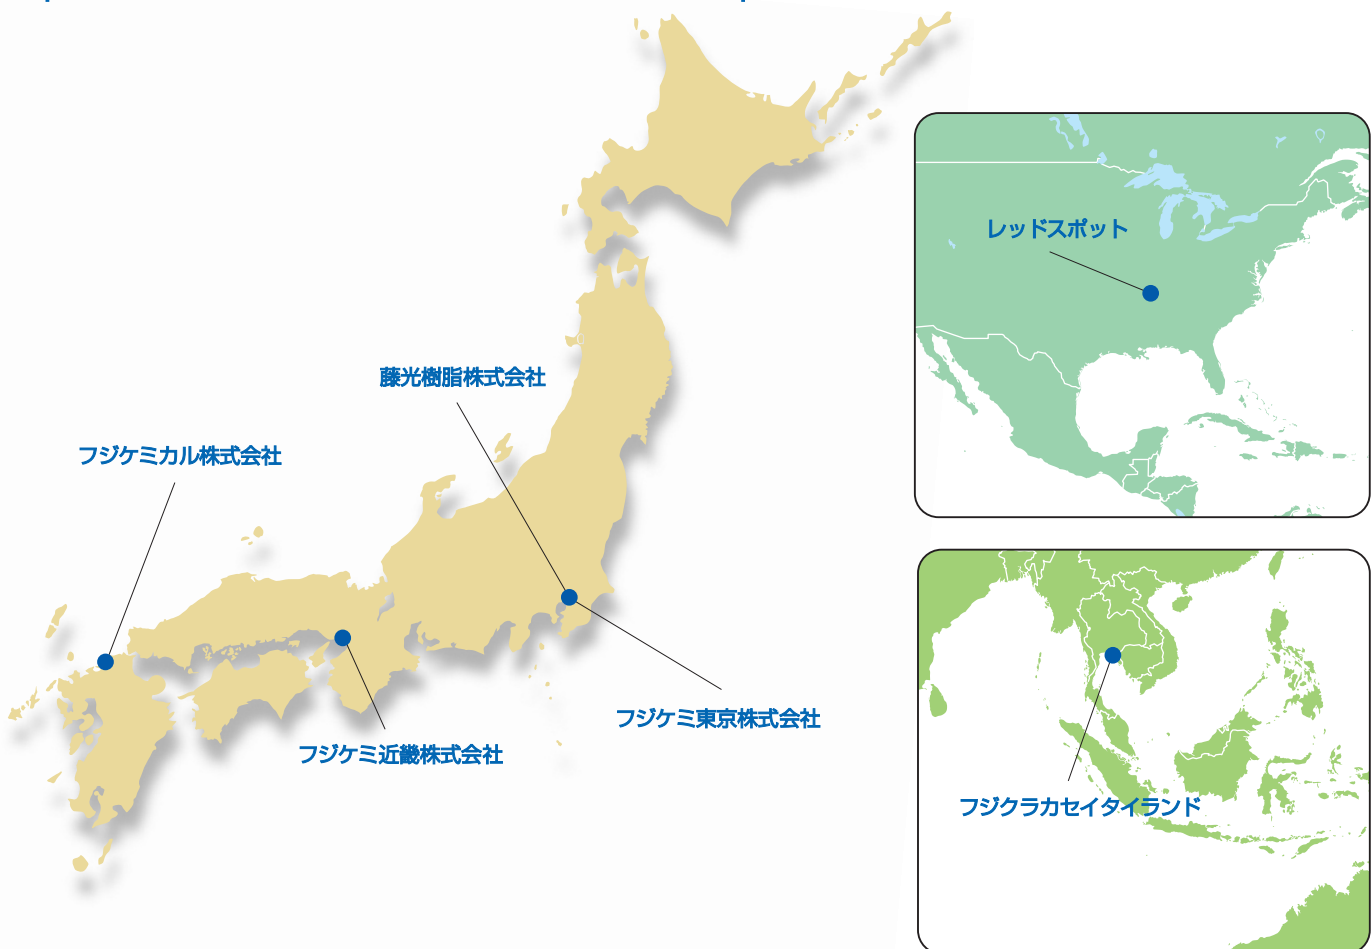 レッドスポット
藤光樹脂株式会社
フジケミカル株式会社
フジケミ東京株式会社
フジケミ近畿株式会社
フジクラカセイタイランド